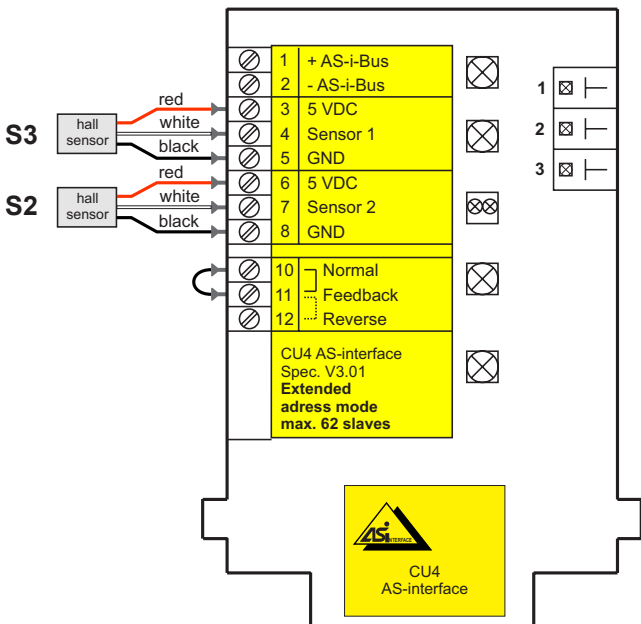 1 + AS-i-Bus
2 - AS-i-Bus
3 5 VDC
4 Sensor 1
5 GND
6 5 VDC
7 Sensor 2
8 GND
10 Normal
11 Feedback
12 Reverse
CU4 AS-interface
Spec. V3.01
Extended
adress mode
max. 62 slaves
S3
hall
sensor
red
white
black
S2
hall
sensor
red
white
black
1
2
3
ASi INTERFACE
CU4
AS-interface